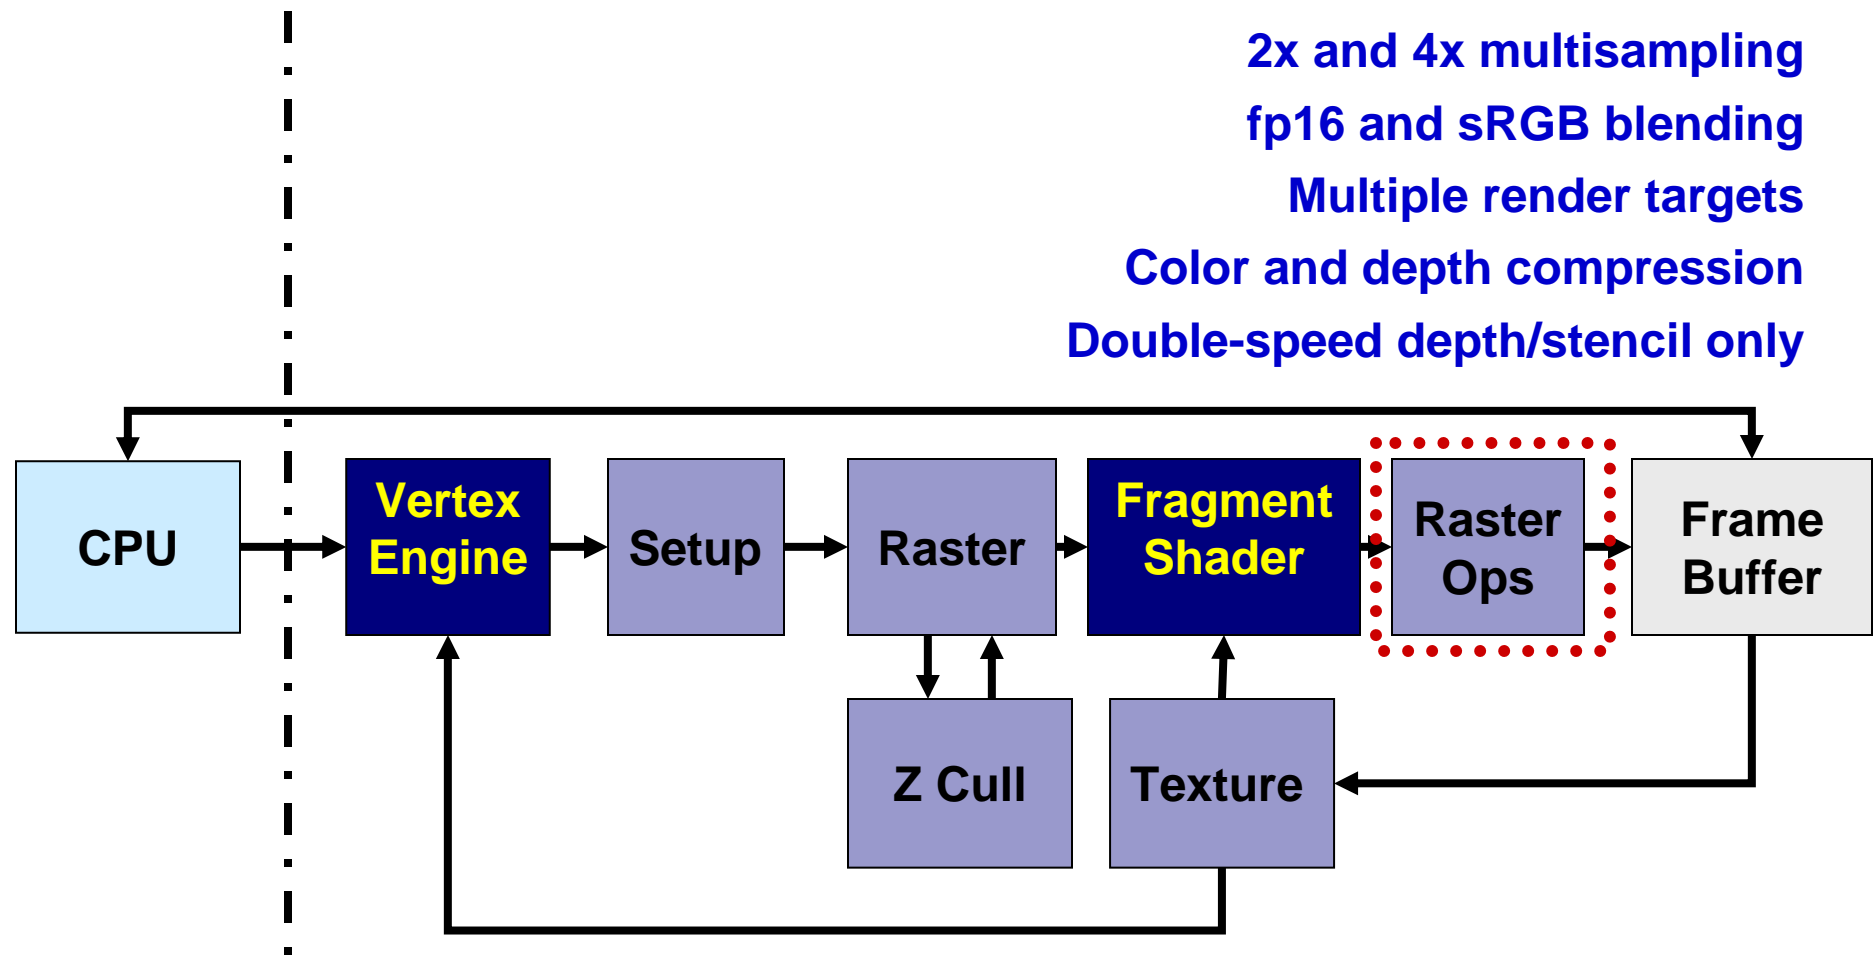 2x and 4x multisampling
fp16 and sRGB blending
Multiple render targets
Color and depth compression
Double-speed depth/stencil only
CPU
Vertex
Engine
Setup
Raster
Fragment
Shader
Raster
Ops
Frame
Buffer
Z Cull
Texture